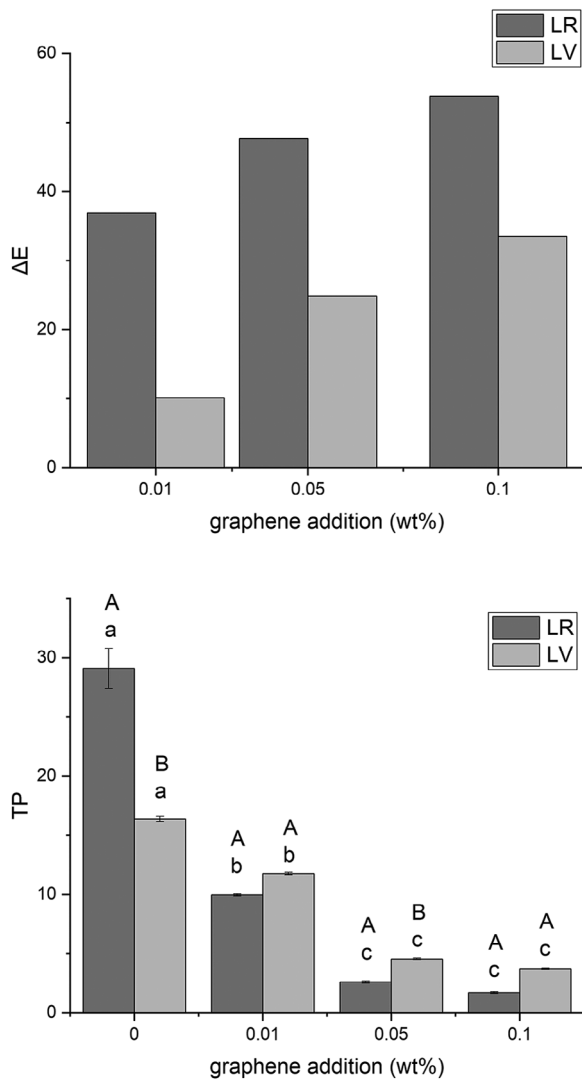 LR
LV
60
40
20
0
ΔE
0.01 0.05 0.1
graphene addition (wt%)
LR
LV
30
20
10
0
TP
A
a
B
a
A
b
A
b
A
c
B
c
A
c
A
c
0 0.01 0.05 0.1
graphene addition (wt%)